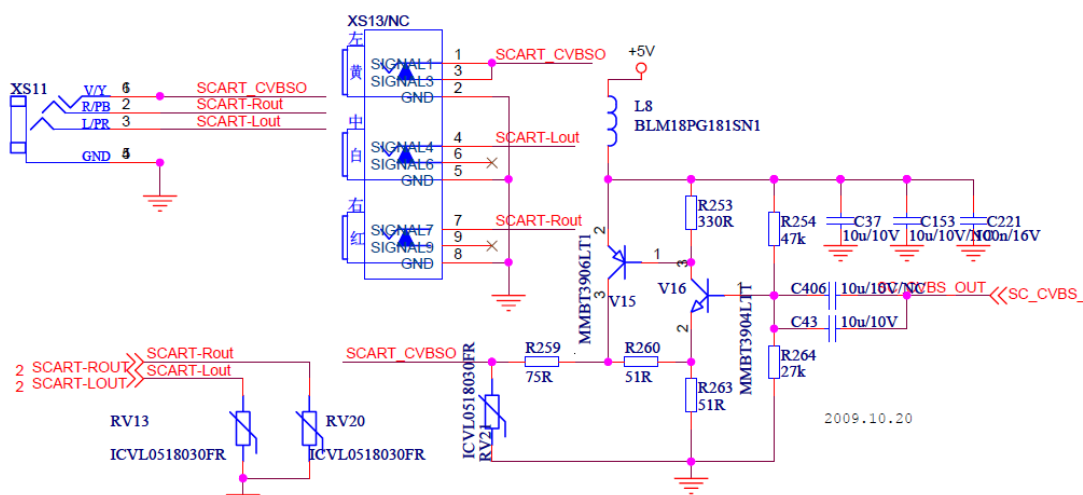 XS13/NC
左
黄
SIGNAL1 1 SCART_CVBSO
SIGNAL3 3
GND 2
中
白
SIGNAL4 4 SCART-Lout
SIGNAL6 6
GND 5
右
红
SIGNAL7 7 SCART-Rout
SIGNAL9 9
GND 8
XS11
V/Y SCART_CVBSO
R/PB 2 SCART-Rout
L/PR 3 SCART-Lout
GND
+5V
L8
BLM18PG181SN1
R253
330R
R254
47k
C37
10u/10V
C153
10u/10V/NC
C221
100n/16V
2
1
3
V15
MMBT3906LT1
3
1
2
V16
MMBT3904LT1
C406 10u/10V/NC
SC_CVBS_OUT
SC_CVBS_
C43 10u/10V
R264
27k
SCART_CVBSO
R259
75R
R260
51R
R263
51R
RV21
ICVL0518030FR
2 SCART-ROUT SCART-Rout
2 SCART-LOUT SCART-Lout
RV13
ICVL0518030FR
RV20
ICVL0518030FR
2009.10.20